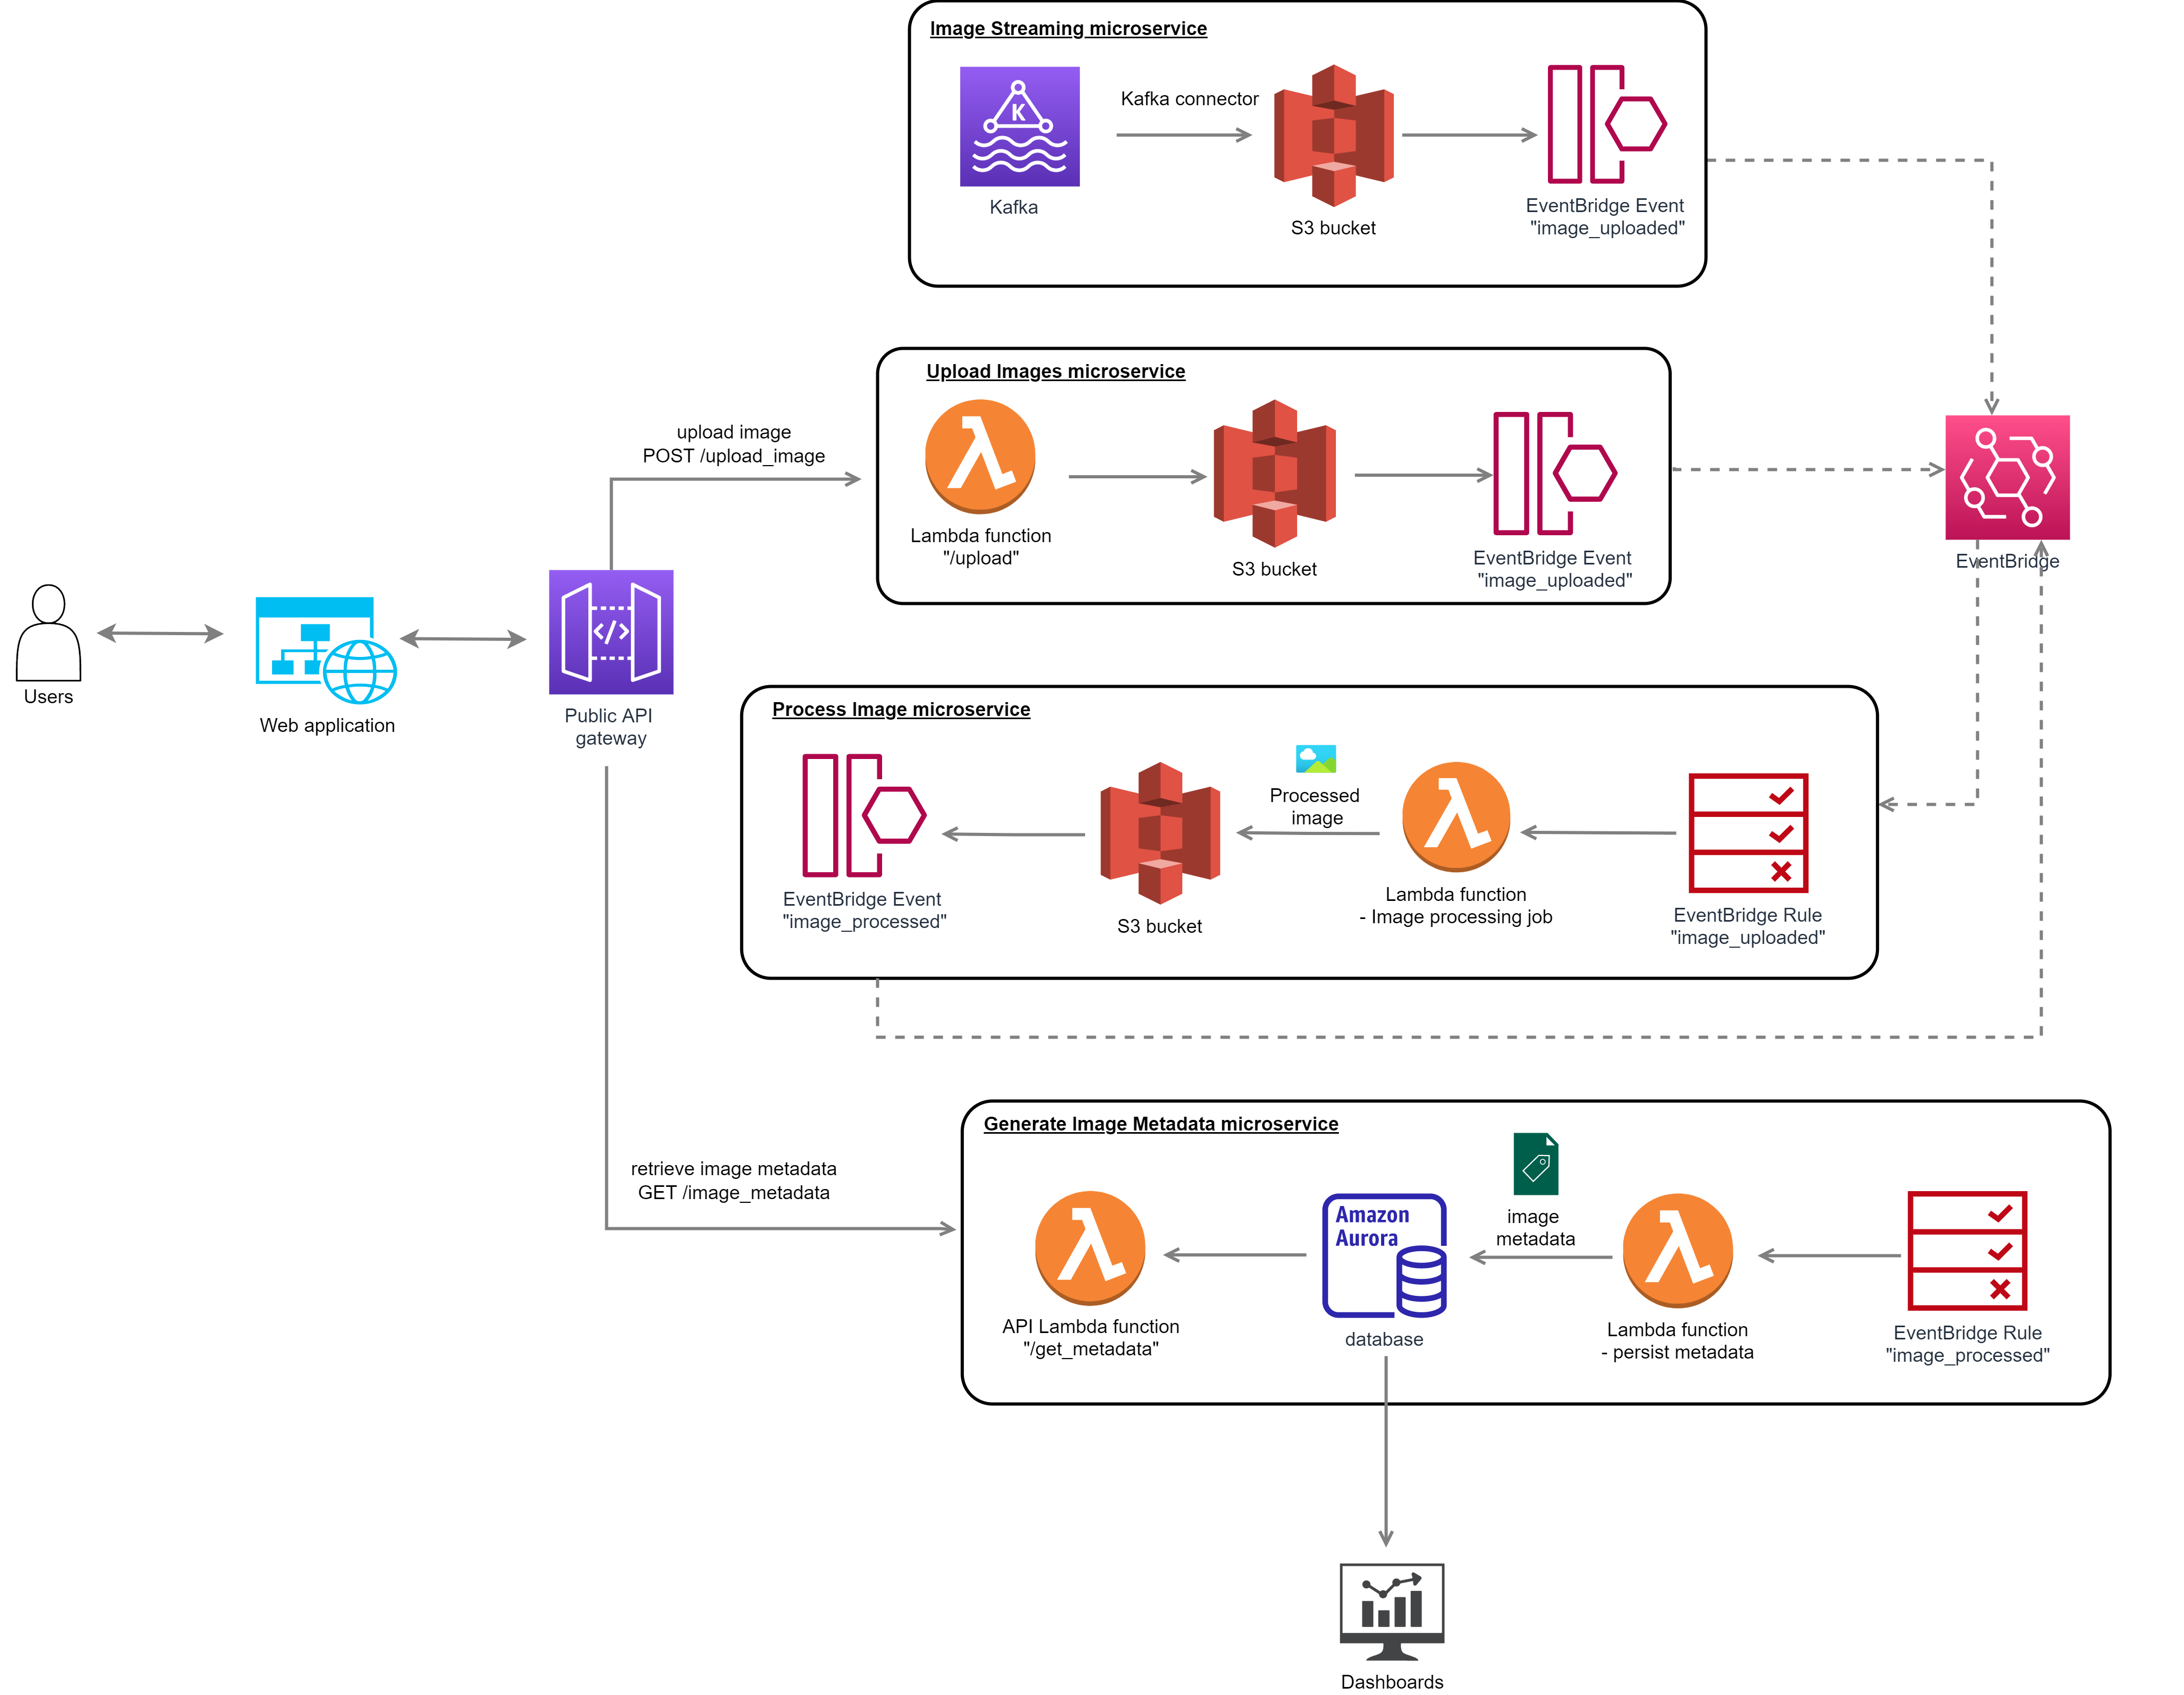 Image Streaming microservice
Kafka connector
K
Kafka
S3 bucket
EventBridge Event
"image_uploaded"
Upload Images microservice
upload image
POST /upload_image
Lambda function
"/upload"
S3 bucket
EventBridge Event
"image_uploaded"
EventBridge
Users
Web application
</>
Public API
gateway
Process Image microservice
Processed
image
EventBridge Event
"image_processed"
S3 bucket
Lambda function
- Image processing job
EventBridge Rule
"image_uploaded"
Generate Image Metadata microservice
retrieve image metadata
GET /image_metadata
Amazon
Aurora
image
metadata
API Lambda function
"/get_metadata"
database
Lambda function
- persist metadata
EventBridge Rule
"image_processed"
Dashboards